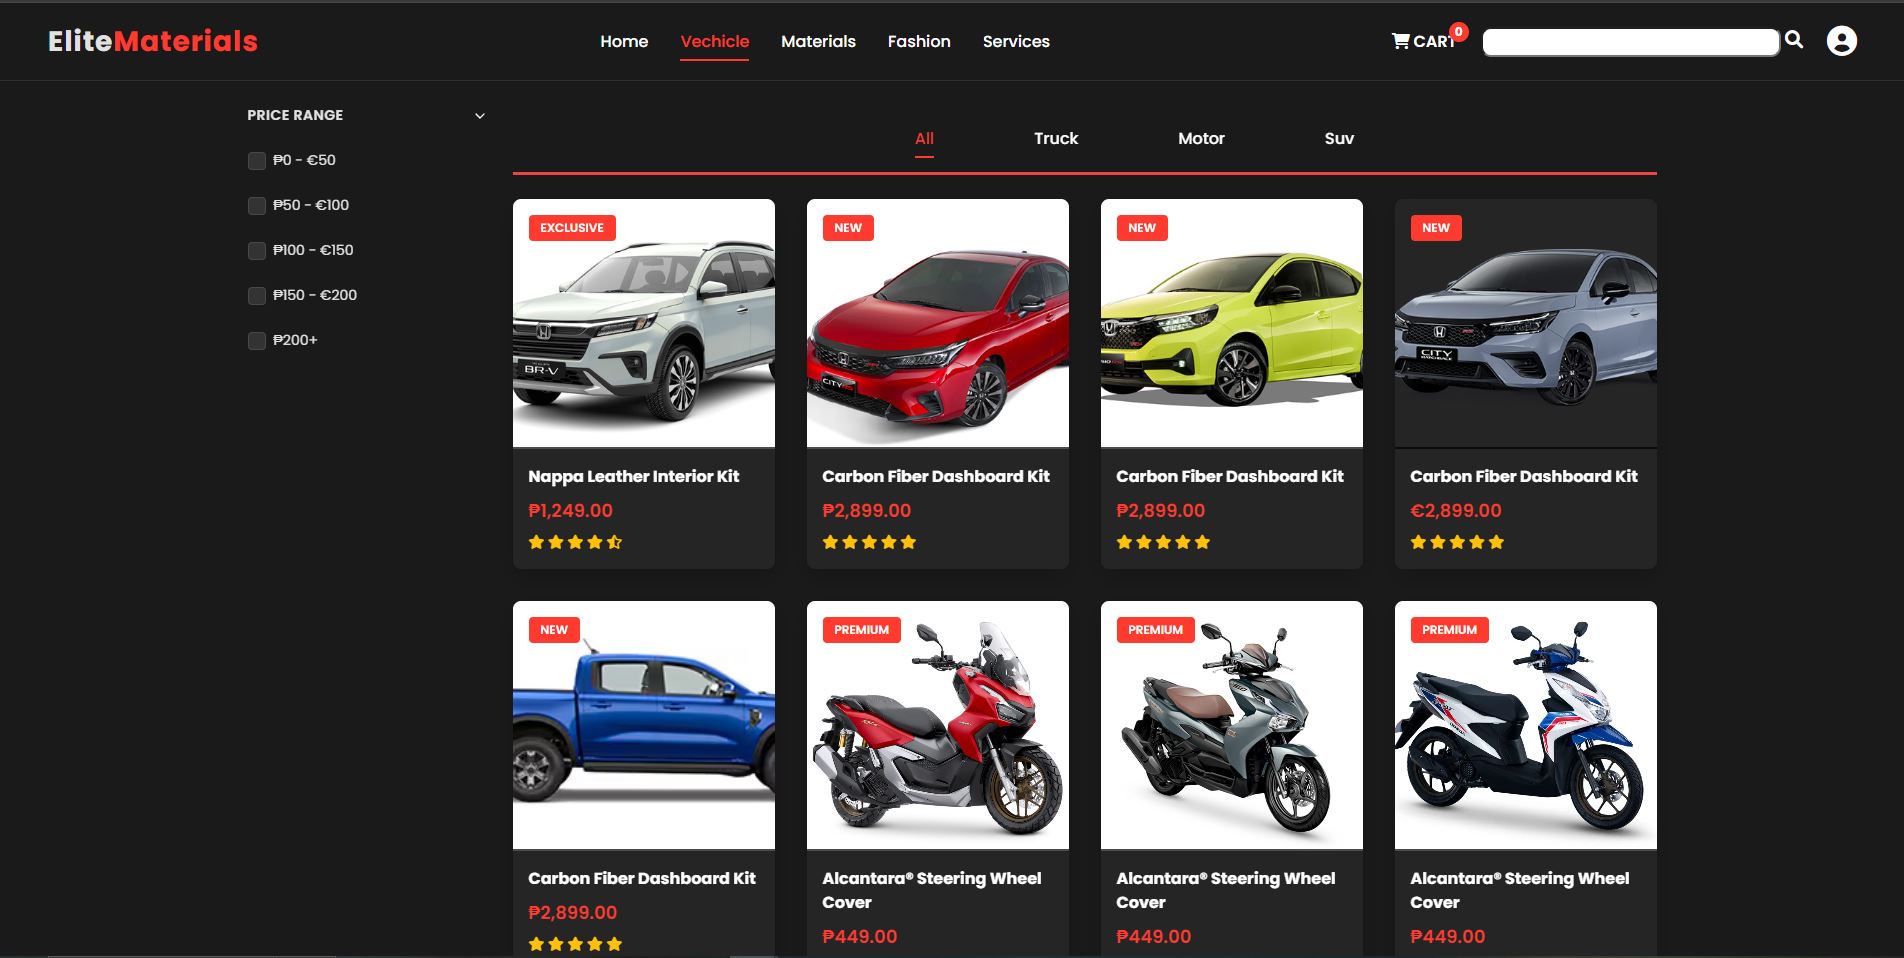 EliteMaterials
Home Vechicle Materials Fashion Services
CART 0
PRICE RANGE
₱0 - €50
₱50 - €100
₱100 - €150
₱150 - €200
₱200+
All Truck Motor Suv
EXCLUSIVE
BR-V
Nappa Leather Interior Kit
₱1,249.00
NEW
CITY
Carbon Fiber Dashboard Kit
₱2,899.00
NEW
Carbon Fiber Dashboard Kit
₱2,899.00
NEW
CITY
HATCHBACK
Carbon Fiber Dashboard Kit
€2,899.00
NEW
Carbon Fiber Dashboard Kit
₱2,899.00
PREMIUM
Alcantara® Steering Wheel
Cover
₱449.00
PREMIUM
Alcantara® Steering Wheel
Cover
₱449.00
PREMIUM
Alcantara® Steering Wheel
Cover
₱449.00